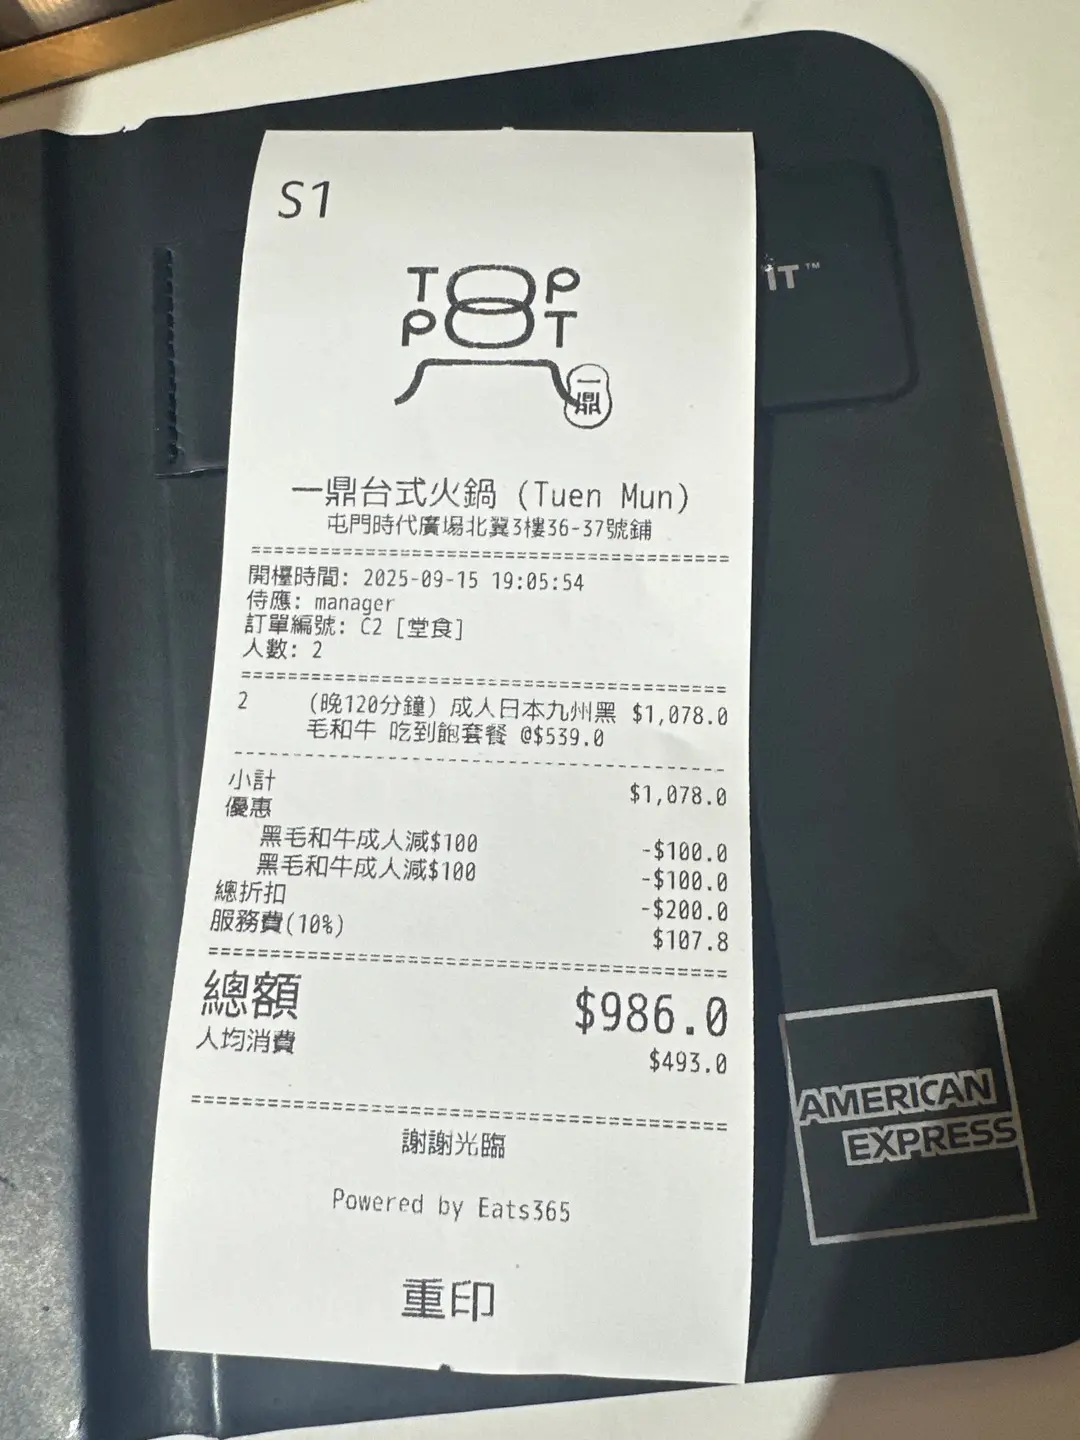 S1
TOP
POT
一鼎
IT™
一鼎台式火鍋 (Tuen Mun)
屯門時代廣場北翼3樓36-37號鋪
開檯時間: 2025-09-15 19:05:54
侍應: manager
訂單編號: C2 [堂食]
人數: 2
2 (晚120分鐘) 成人日本九州黑 $1,078.0
毛和牛 吃到飽套餐 @$539.0
小計 $1,078.0
優惠
黑毛和牛成人減$100 -$100.0
黑毛和牛成人減$100 -$100.0
總折扣 -$200.0
服務費(10%) $107.8
總額 $986.0
人均消費 $493.0
謝謝光臨
Powered by Eats365
重印
AMERICAN
EXPRESS